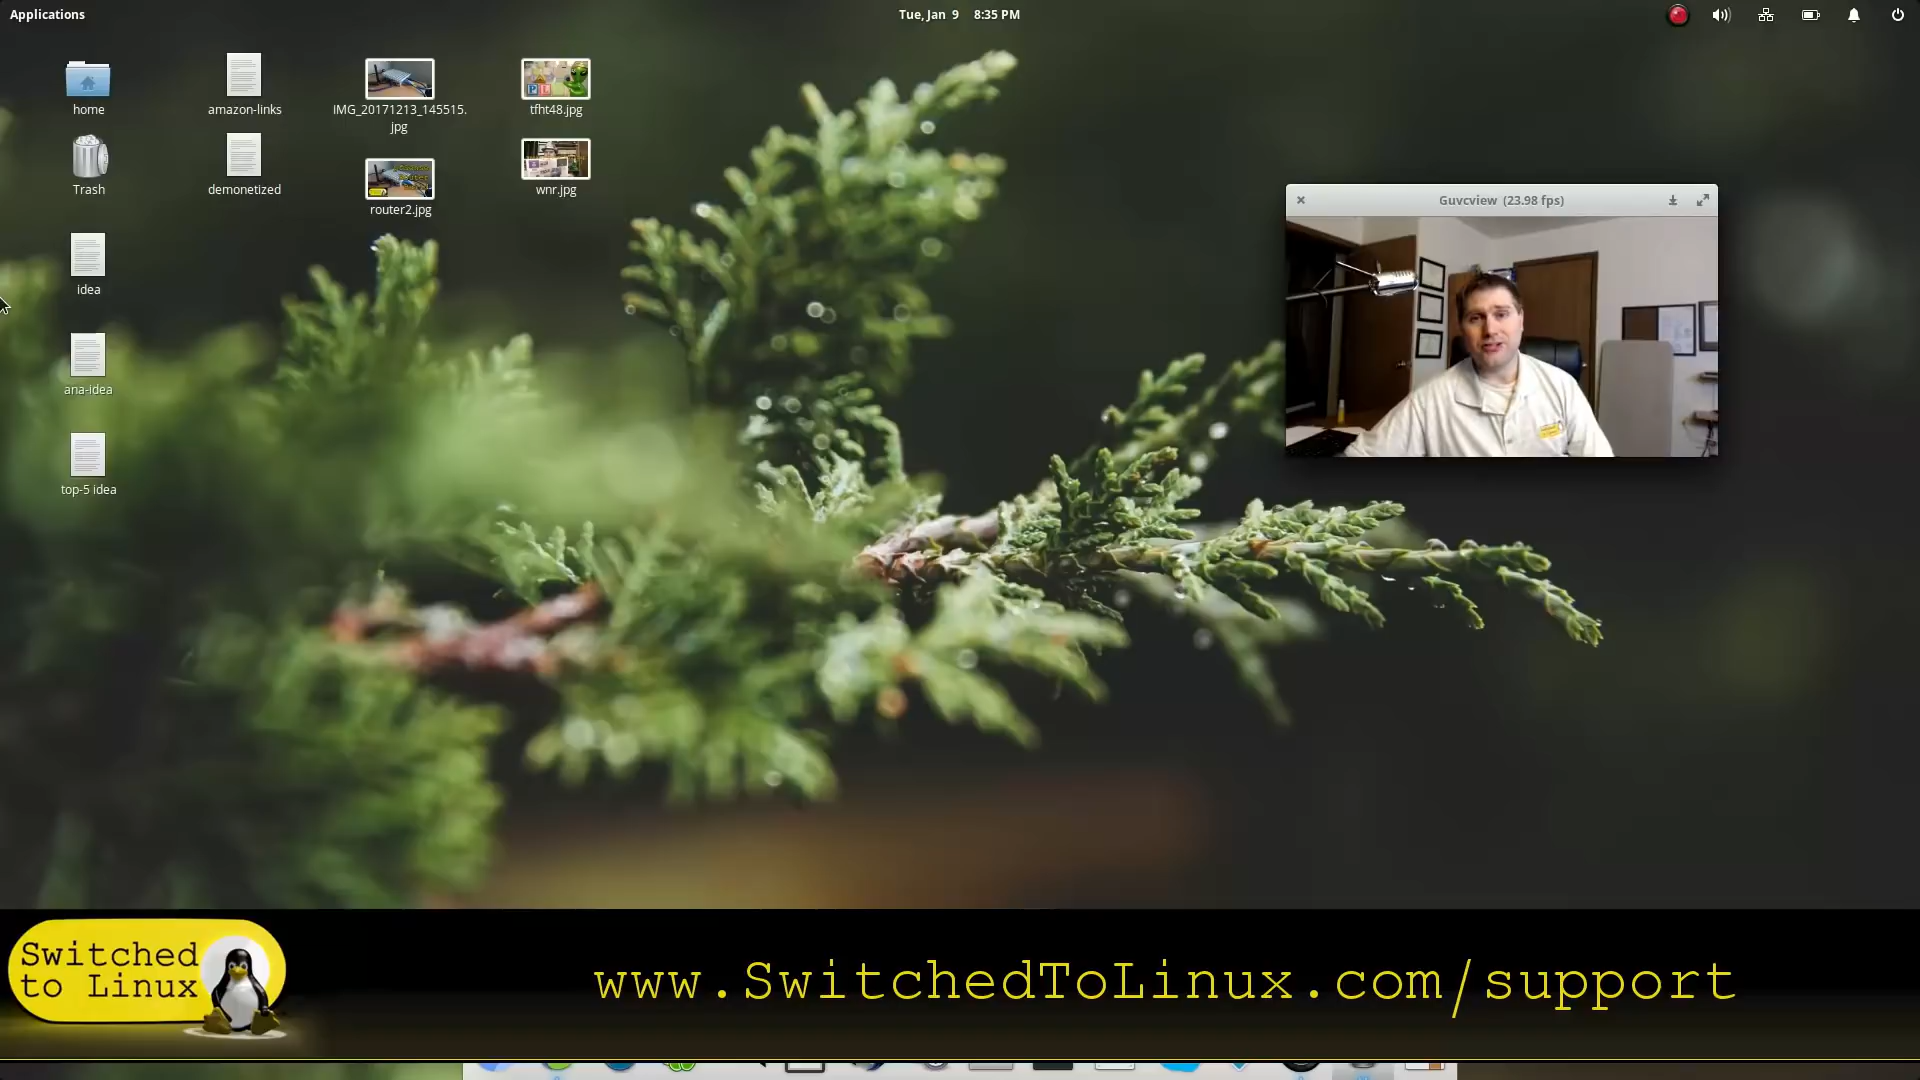 Applications
Tue, Jan 9 8:35 PM
home
amazon-links
IMG_20171213_145515.
jpg
tfht48.jpg
Trash
demonetized
router2.jpg
wnr.jpg
idea
ana-idea
top-5 idea
Guvcview (23.98 fps)
Switched
to Linux
www.SwitchedToLinux.com/support